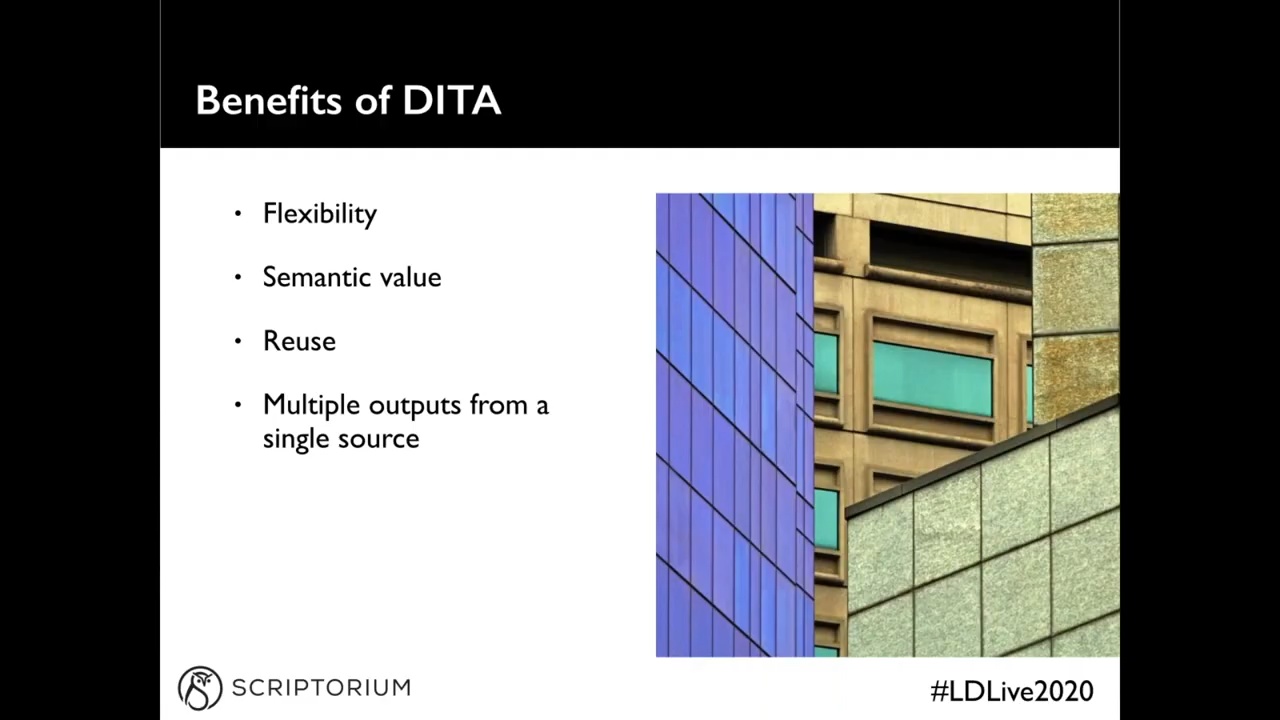 Benefits of DITA
• Flexibility
• Semantic value
• Reuse
• Multiple outputs from a
single source
SCRIPTORIUM
#LDLive2020